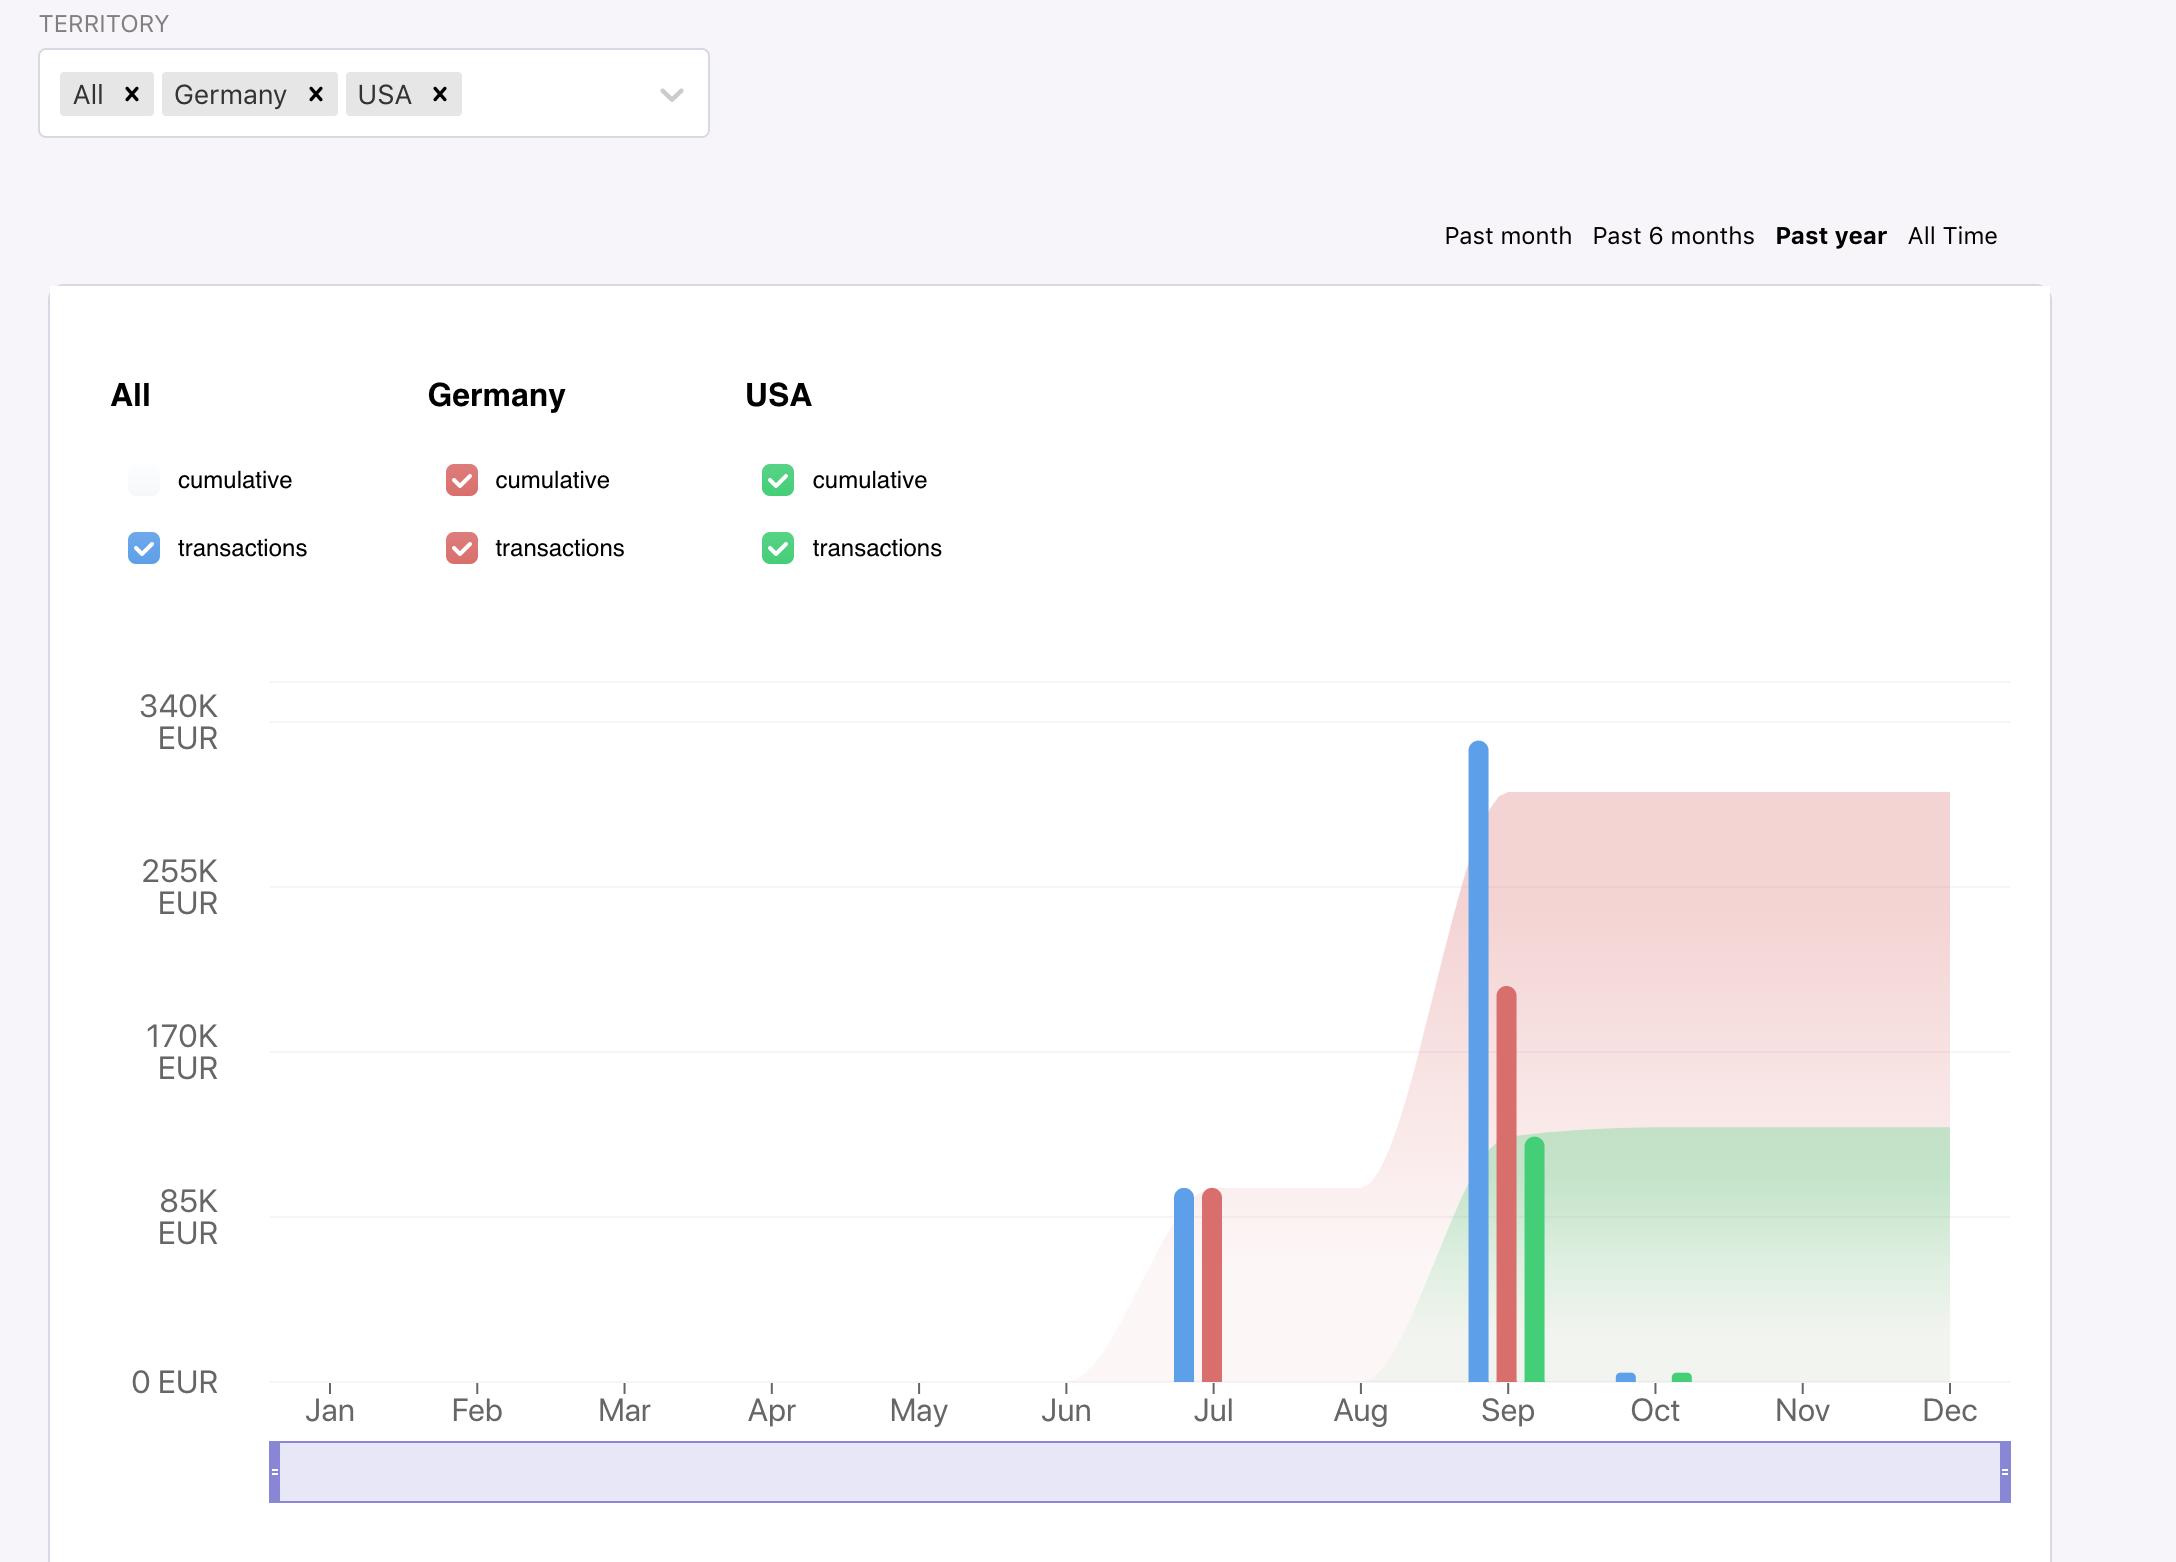 TERRITORY
All × Germany × USA ×
Past month Past 6 months Past year All Time
All Germany USA
cumulative cumulative cumulative
transactions transactions transactions
340K
EUR
255K
EUR
170K
EUR
85K
EUR
0 EUR
Jan Feb Mar Apr May Jun Jul Aug Sep Oct Nov Dec